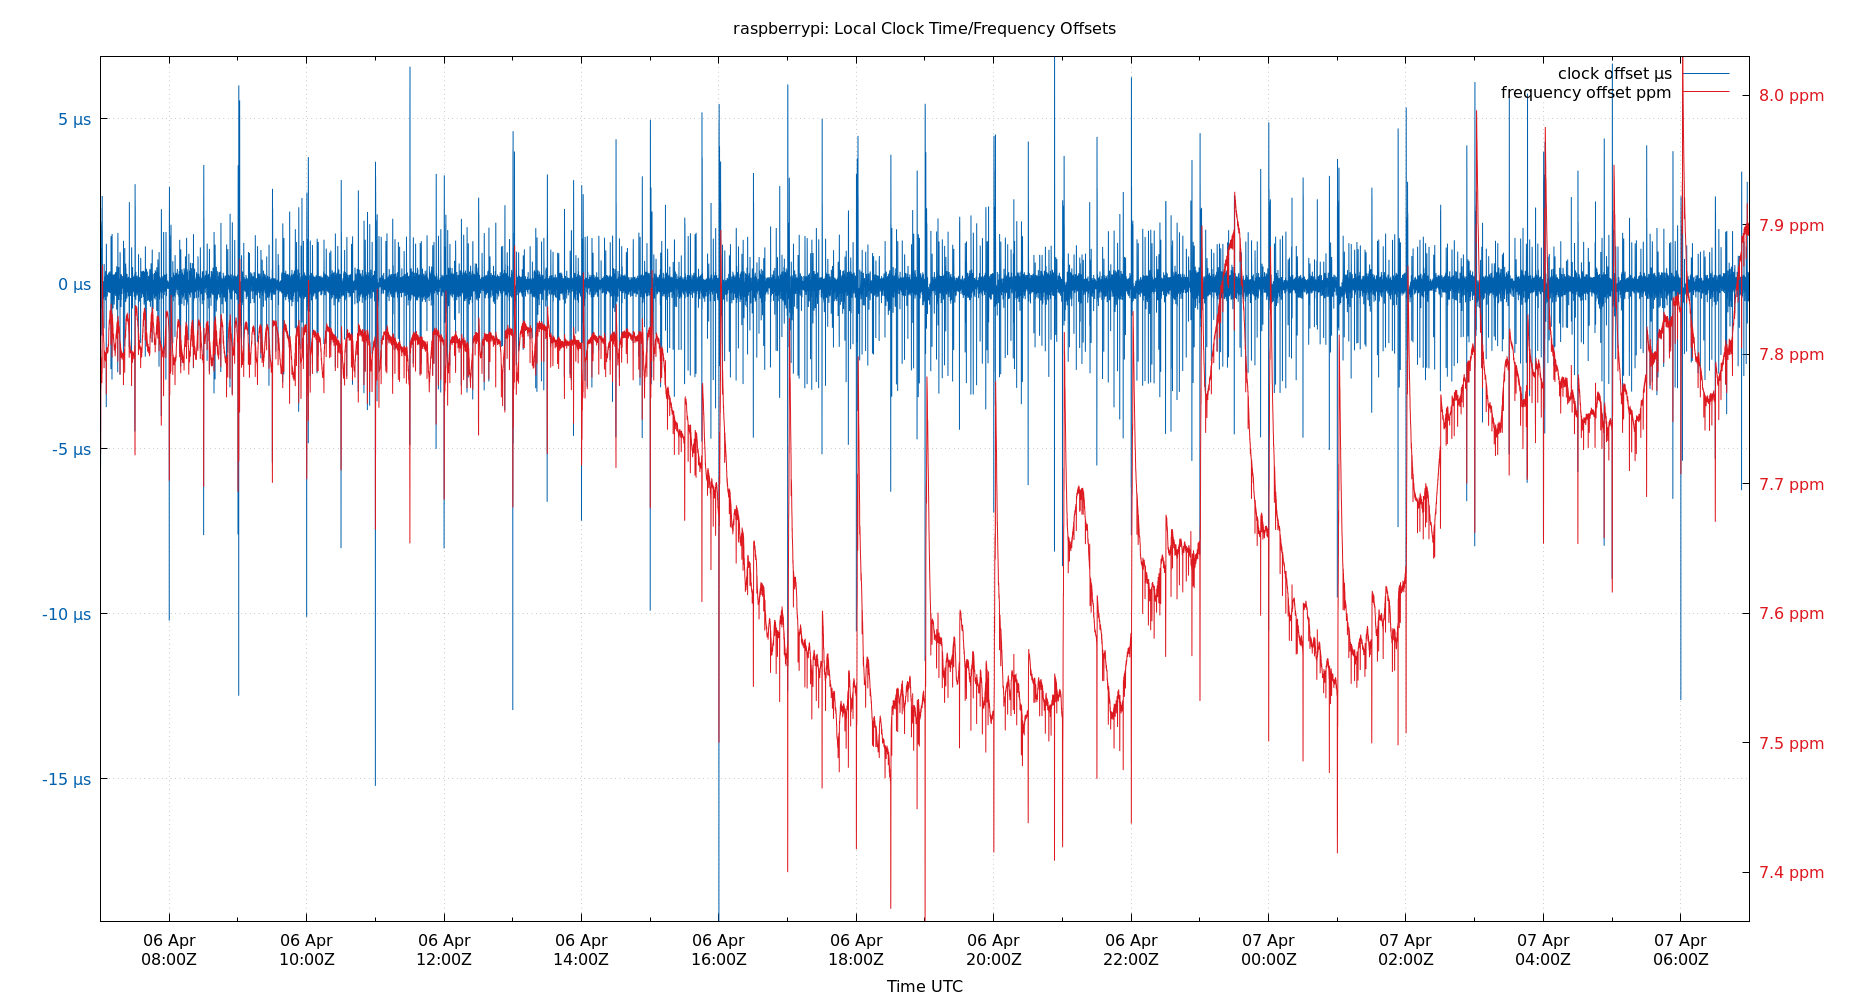 raspberrypi: Local Clock Time/Frequency Offsets
clock offset µs
frequency offset ppm
5 µs
0 µs
-5 µs
-10 µs
-15 µs
8.0 ppm
7.9 ppm
7.8 ppm
7.7 ppm
7.6 ppm
7.5 ppm
7.4 ppm
06 Apr 06 Apr 06 Apr 06 Apr 06 Apr 06 Apr 06 Apr 06 Apr 07 Apr 07 Apr 07 Apr 07 Apr
08:00Z 10:00Z 12:00Z 14:00Z 16:00Z 18:00Z 20:00Z 22:00Z 00:00Z 02:00Z 04:00Z 06:00Z
Time UTC